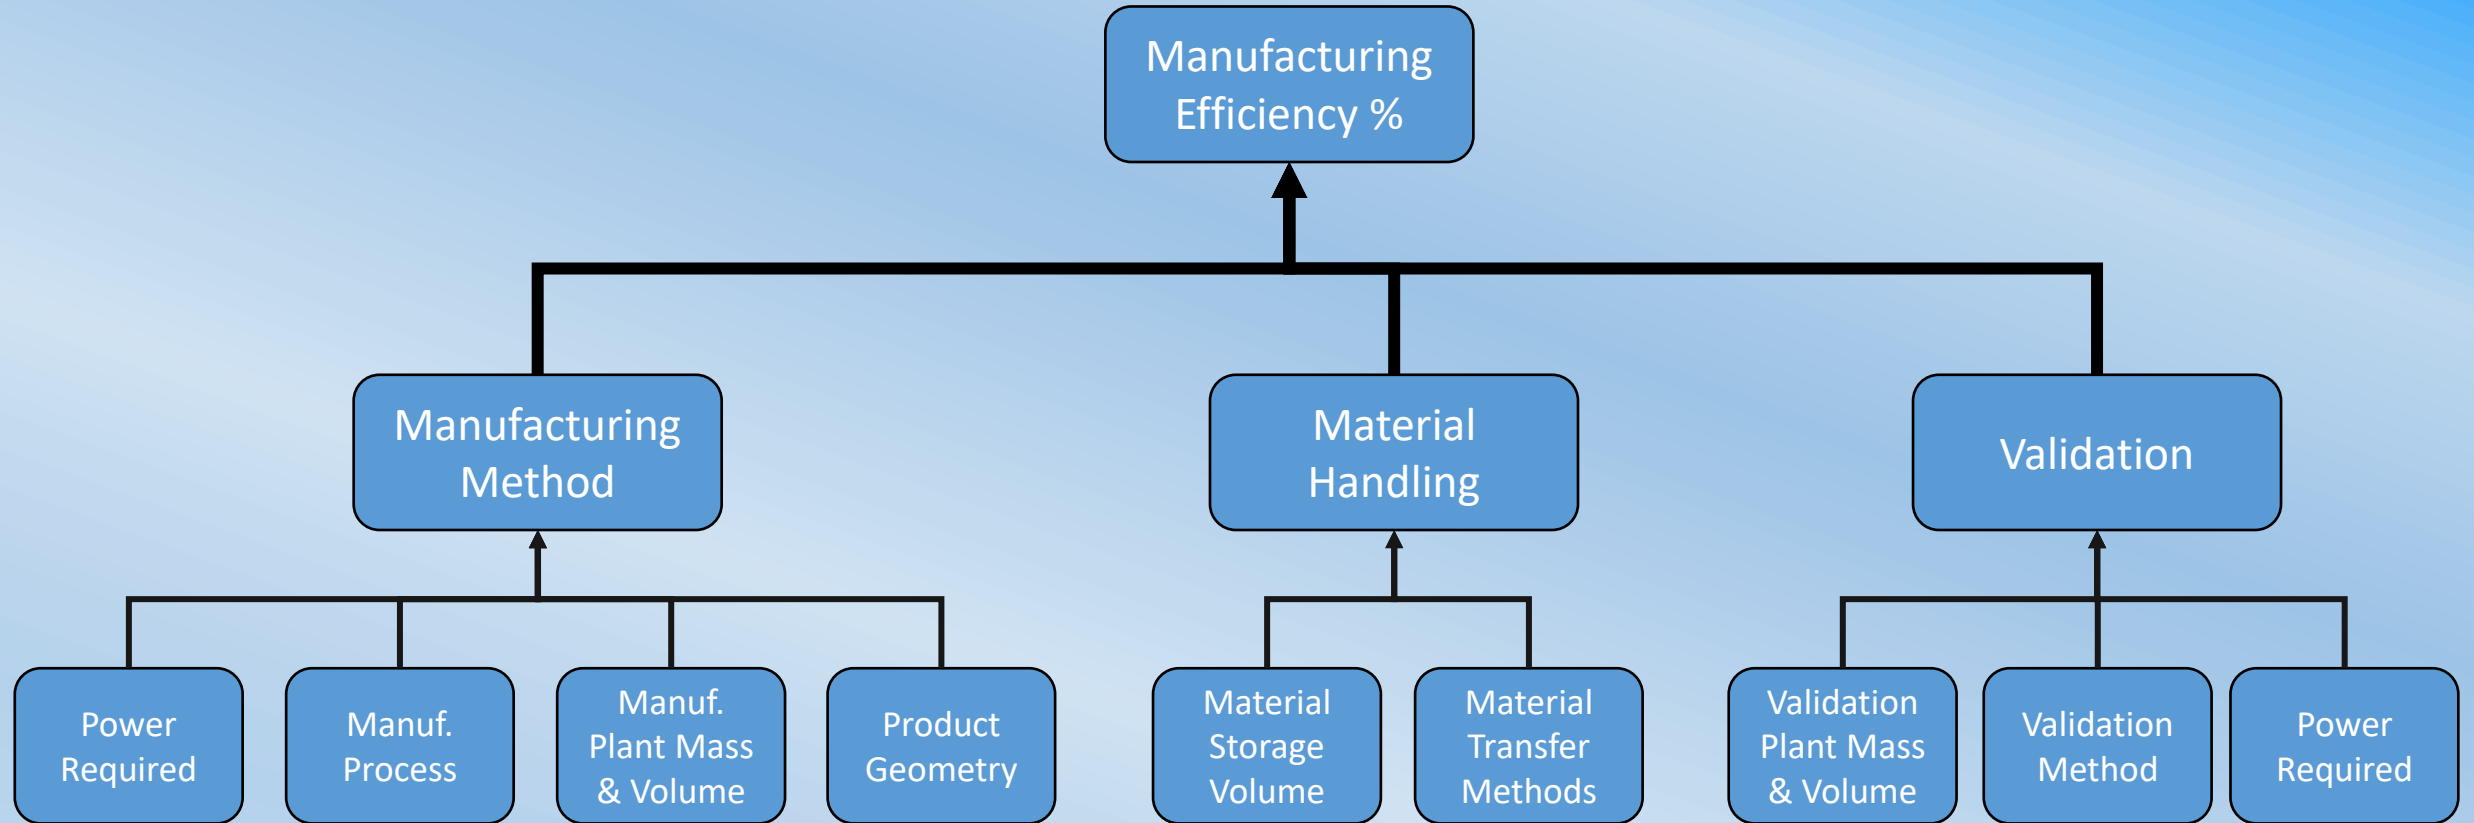 Manufacturing
Efficiency %
Manufacturing
Method
Material
Handling
Validation
Power
Required
Manuf.
Process
Manuf.
Plant Mass
& Volume
Product
Geometry
Material
Storage
Volume
Material
Transfer
Methods
Validation
Plant Mass
& Volume
Validation
Method
Power
Required